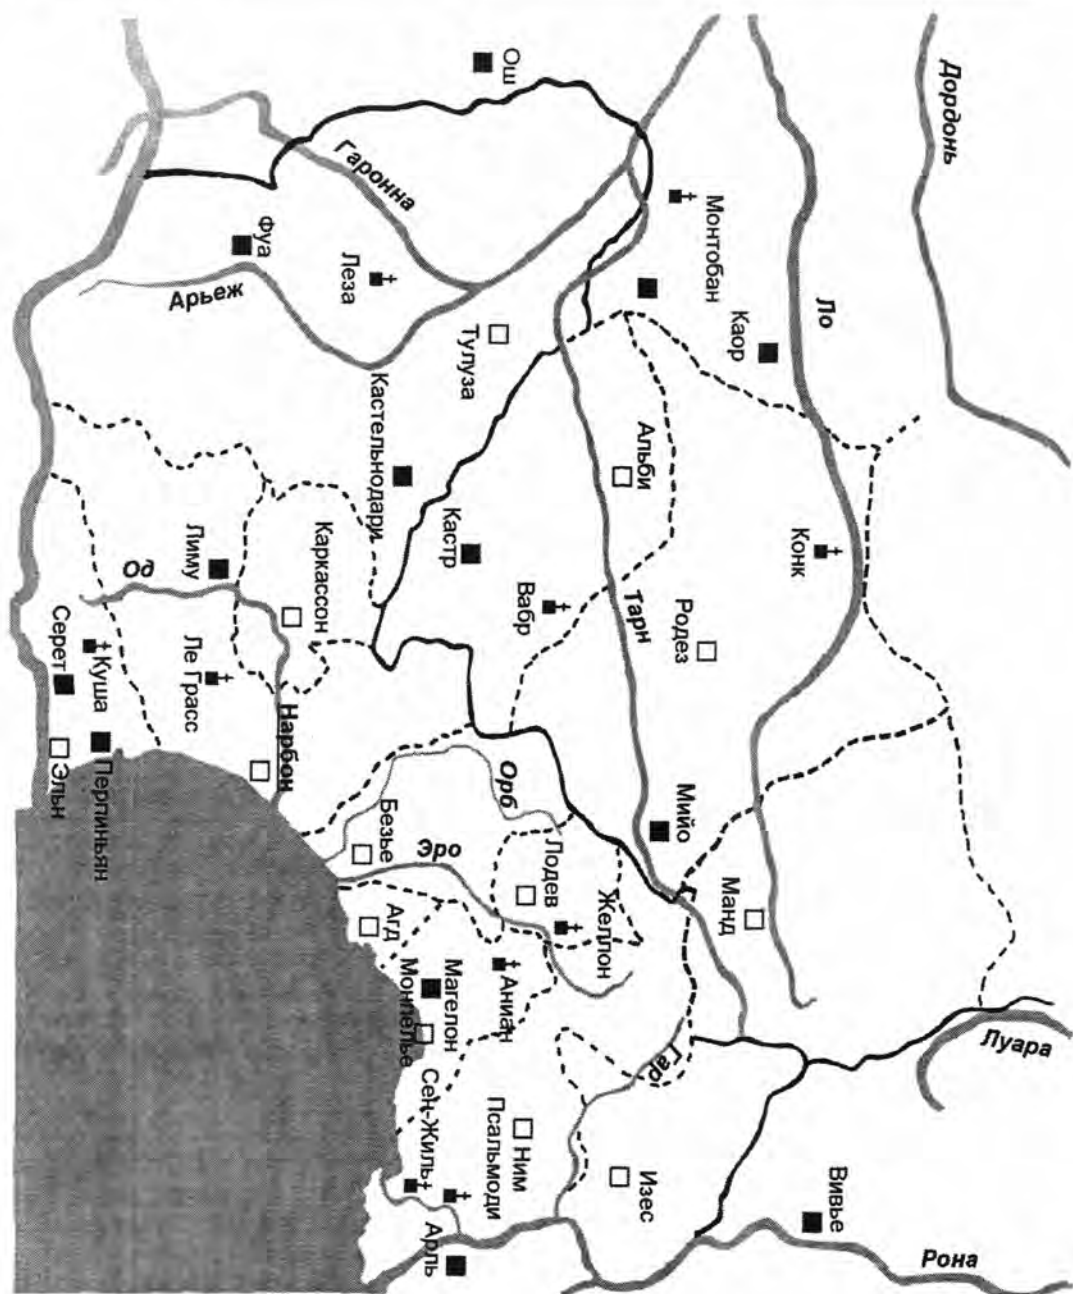 Дордонь
Ло
Каор
Монтобан
Ош
Гаронна
Леза
Фуа
Арьеж
Тулуза
Кастельнодари
Альби
Кастр
Вабр
Тарн
Родез
Конк
Каркассон
Лиму
Од
Ле Грасс
Куша
Серет
Перпиньян
Эльн
Нарбон
Безье
Орб
Эро
Лодев
Желлон
Мийо
Манд
Агд
Аниан
Магелон
Монпелье
Гар
Луара
Ним
Псальмоди
Сен-Жиль
Изес
Арль
Вивье
Рона